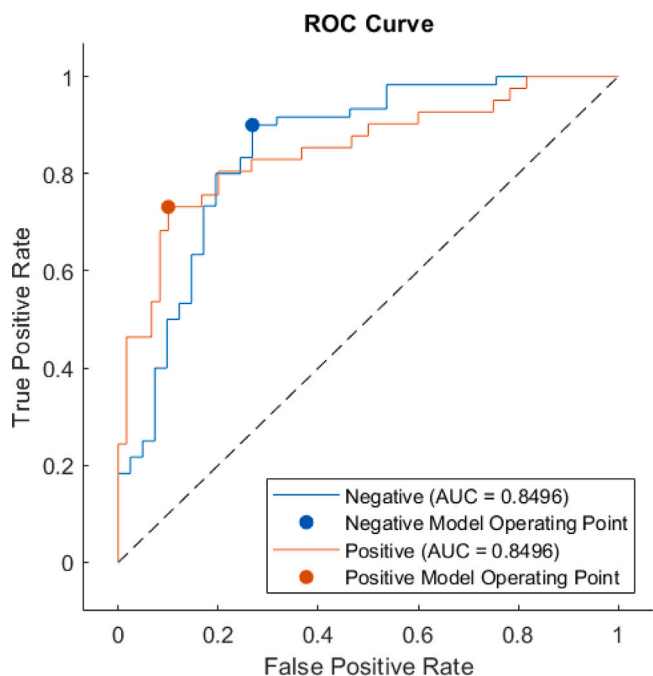 ROC Curve
1
0.8
0.6
0.4
0.2
0
True Positive Rate
Negative (AUC = 0.8496)
Negative Model Operating Point
Positive (AUC = 0.8496)
Positive Model Operating Point
0 0.2 0.4 0.6 0.8 1
False Positive Rate